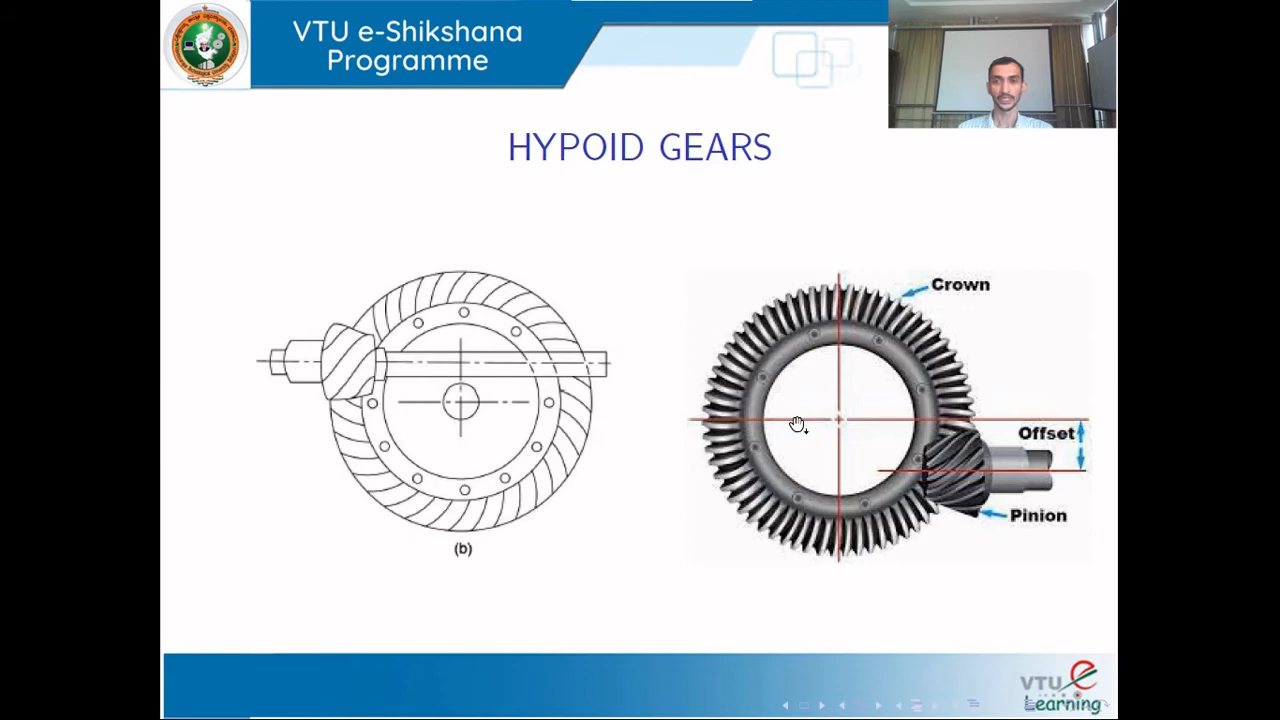 VTU e-Shikshana
Programme
HYPOID GEARS
Crown
Offset
Pinion
(b)
VTU e
Learning